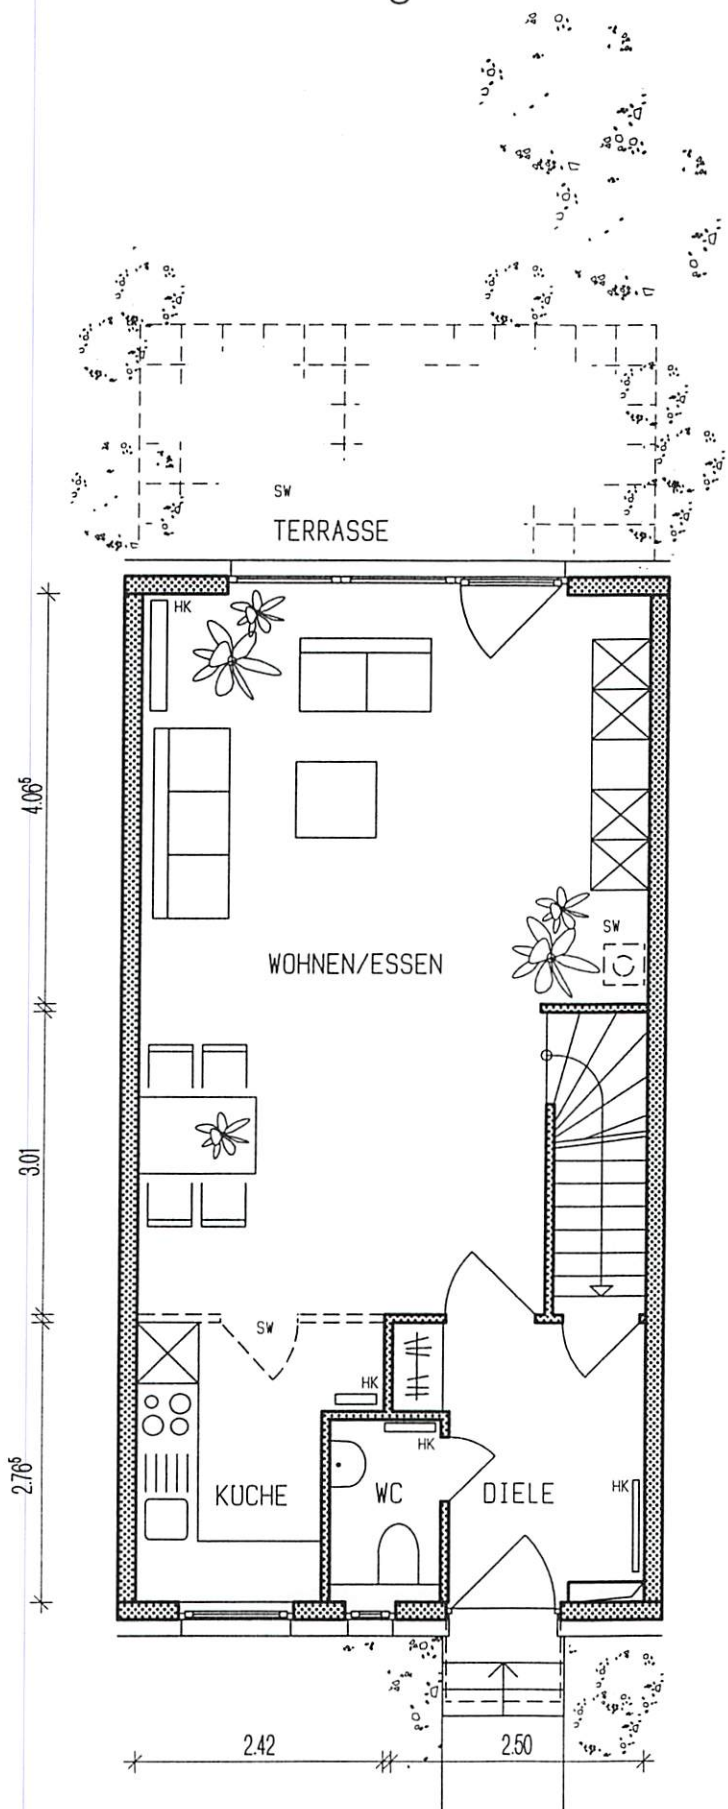 SW
TERRASSE
HK
4.06⁵
SW
WOHNEN/ESSEN
3.01
SW
HK
HK
2.76⁵
KÜCHE
WC
DIELE
HK
2.42
2.50